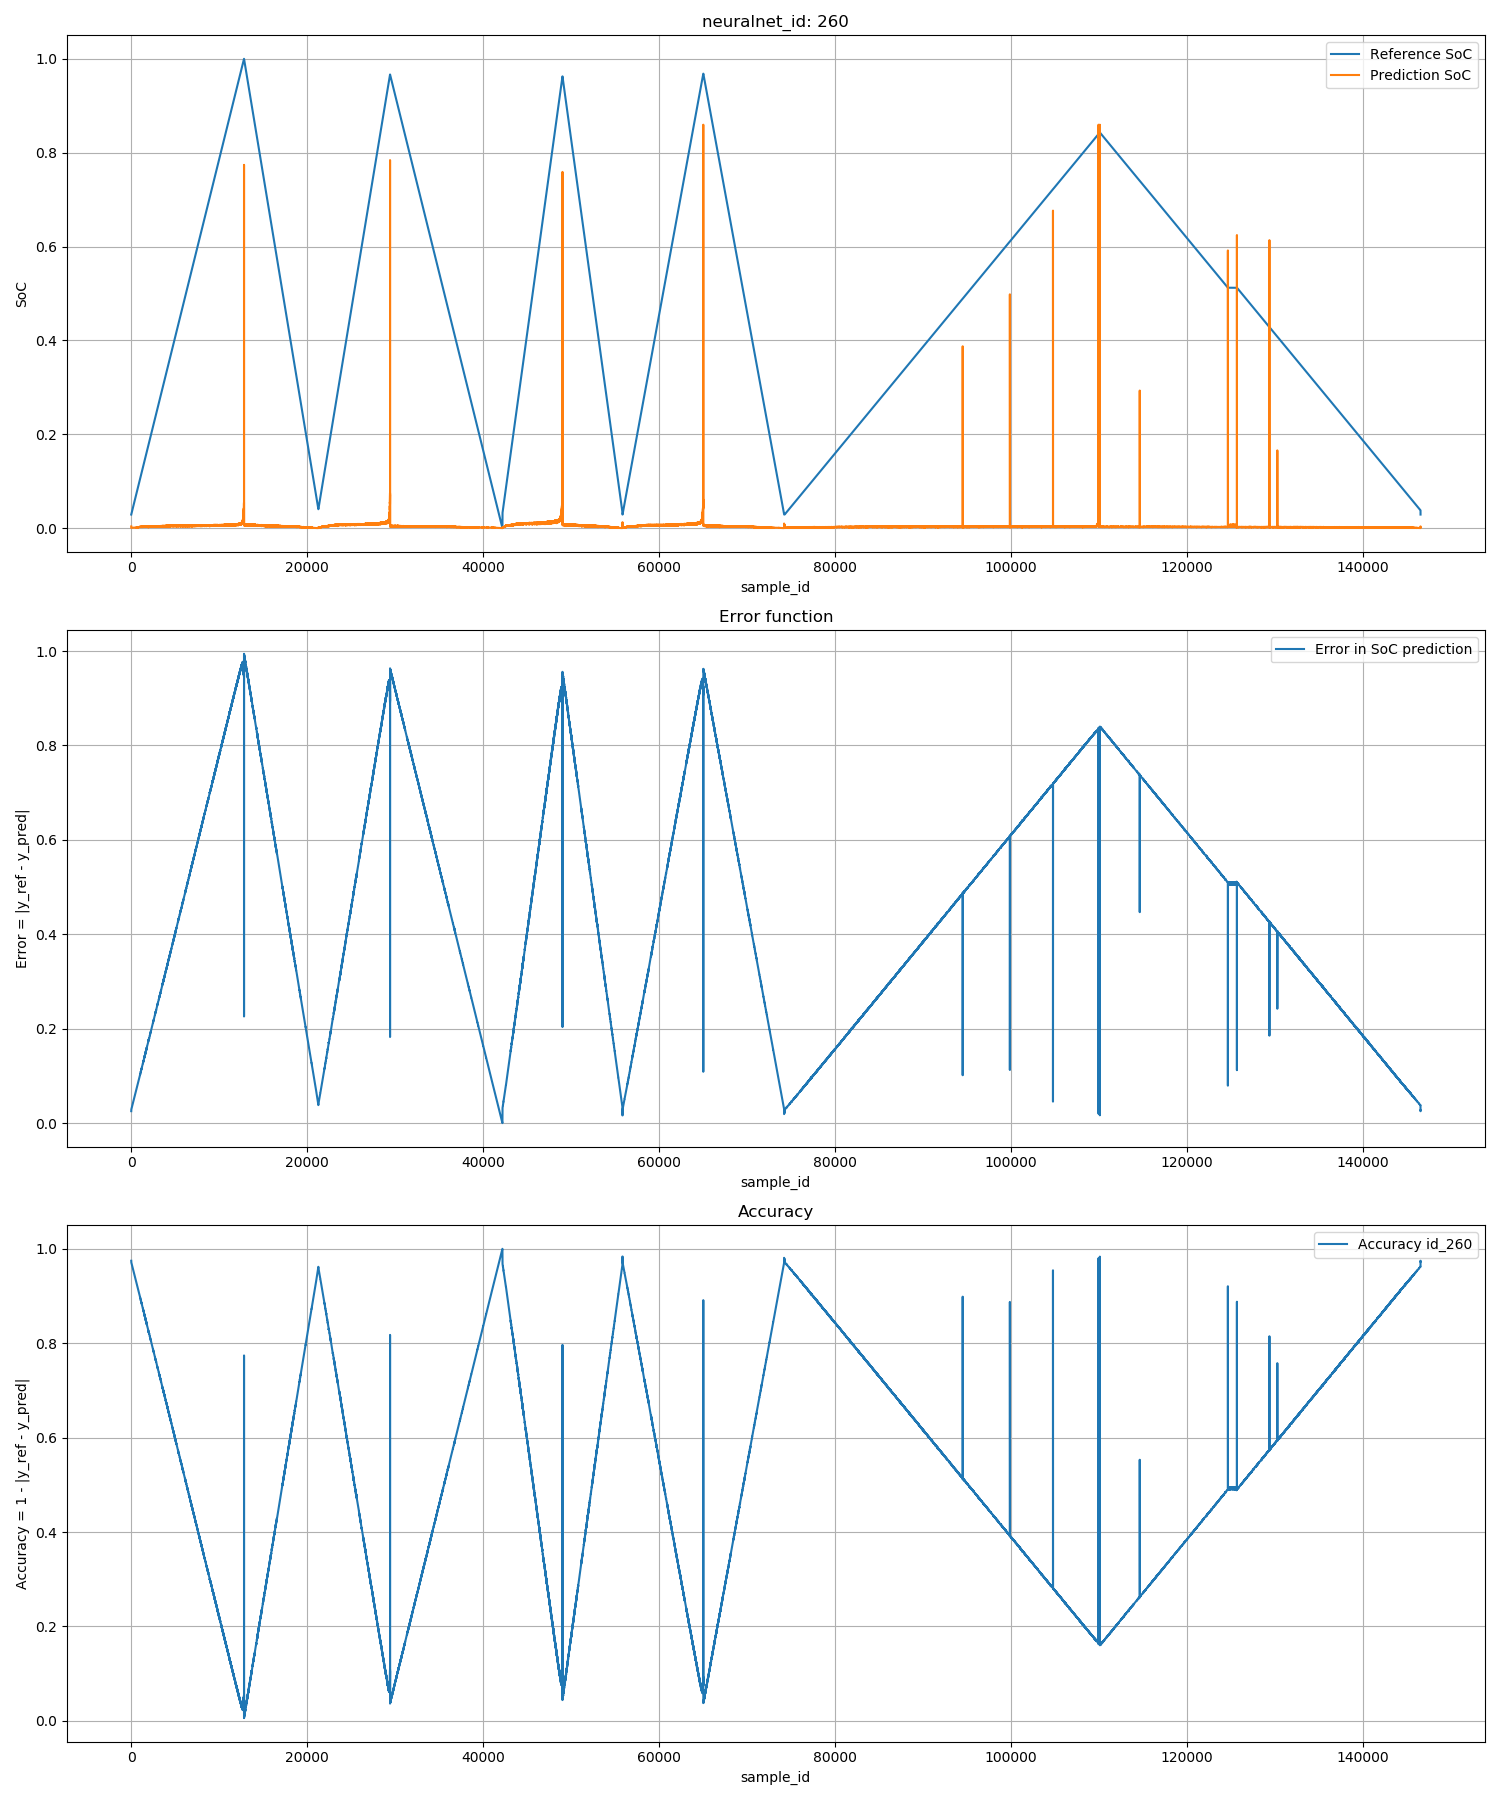 neuralnet_id: 260
Reference SoC
Prediction SoC
SoC
1.0
0.8
0.6
0.4
0.2
0.0
0 20000 40000 60000 80000 100000 120000 140000
sample_id
Error function
Error in SoC prediction
Error = |y_ref - y_pred|
1.0
0.8
0.6
0.4
0.2
0.0
0 20000 40000 60000 80000 100000 120000 140000
sample_id
Accuracy
Accuracy id_260
Accuracy = 1 - |y_ref - y_pred|
1.0
0.8
0.6
0.4
0.2
0.0
0 20000 40000 60000 80000 100000 120000 140000
sample_id